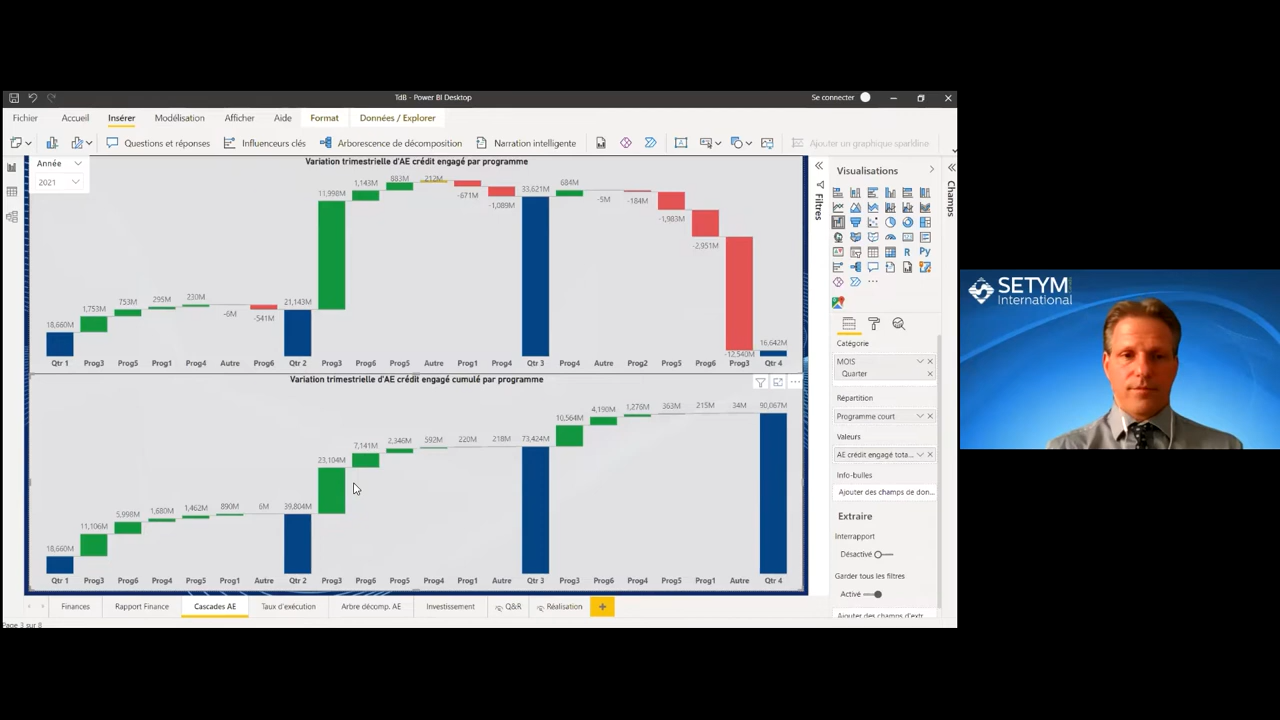 TdB - Power BI Desktop
Se connecter
Fichier Accueil Insérer Modélisation Afficher Aide Format Données / Explorer
Questions et réponses Influenceurs clés Arborescence de décomposition Narration intelligente Ajouter un graphique sparkline
Année
2021
Variation trimestrielle d'AE crédit engagé par programme
18,660M 1,753M 753M 295M 230M -6M -541M 21,143M 11,998M 1,143M 883M 212M -671M -1,089M 33,621M 684M -5M -184M -1,983M -2,951M -12,540M 16,642M
Qtr 1 Prog3 Prog5 Prog1 Prog4 Autre Prog6 Qtr 2 Prog3 Prog6 Prog5 Autre Prog1 Prog4 Qtr 3 Prog4 Autre Prog2 Prog5 Prog6 Prog3 Qtr 4
Variation trimestrielle d'AE crédit engagé cumulé par programme
18,660M 11,106M 5,998M 1,680M 1,462M 890M 6M 39,804M 23,104M 7,141M 2,346M 592M 220M 218M 73,424M 10,564M 4,190M 1,276M 363M 215M 34M 90,067M
Qtr 1 Prog3 Prog6 Prog4 Prog5 Prog1 Autre Qtr 2 Prog3 Prog6 Prog5 Prog4 Prog1 Autre Qtr 3 Prog3 Prog6 Prog4 Prog5 Prog1 Autre Qtr 4
Filtres
Visualisations
Champs
R Py
Catégorie
MOIS
Quarter
Répartition
Programme court
Valeurs
AE crédit engagé tota...
Info-bulles
Ajouter des champs de don...
Extraire
Interrapport
Désactivé
Garder tous les filtres
Activé
Ajouter des champs d'extr...
Finances Rapport Finance Cascades AE Taux d'exécution Arbre décomp. AE Investissement Q&R Réalisation
Page 3 sur 8
SETYM
International